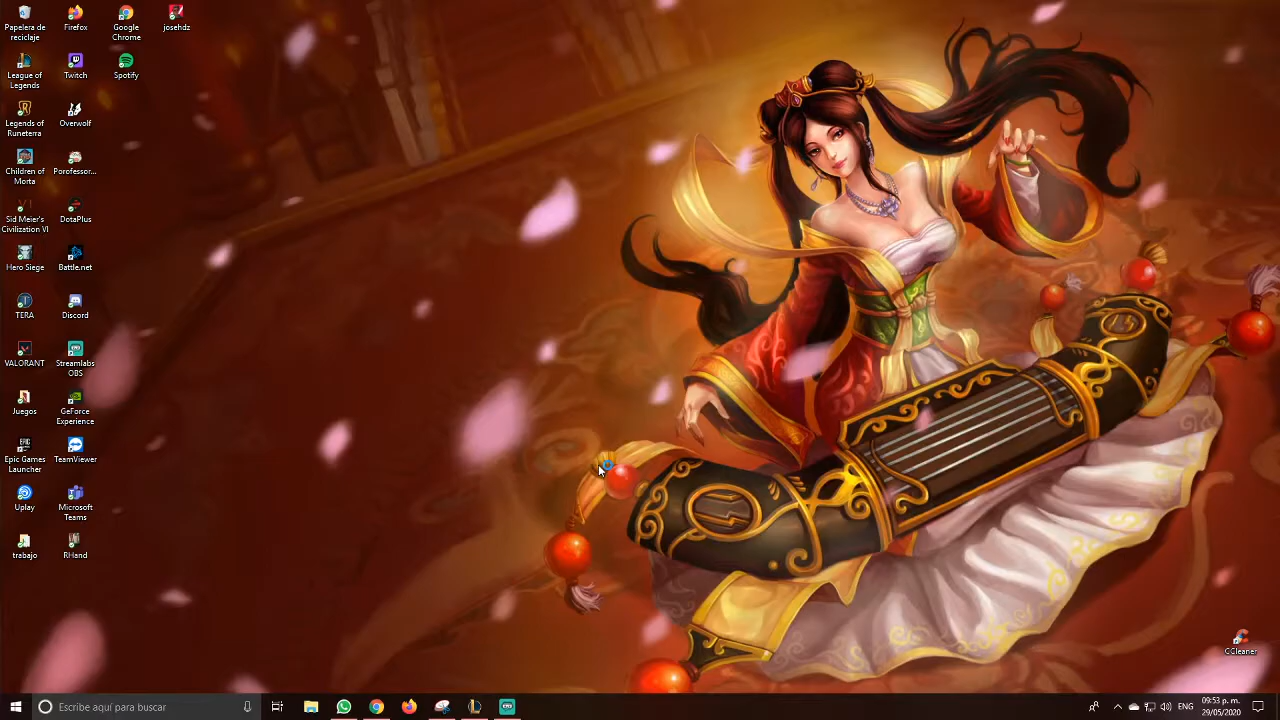 Papelera de
reciclaje
Firefox
Google
Chrome
josehdz
League of
Legends
Twitch
Spotify
Legends of
Runeterra
Overwolf
Children of
Morta
Porofessor...
Sid Meier's
Civilization VI
DotaPlus
Hero Siege
Battle.net
TERA
Discord
VALORANT
Streamlabs
OBS
Juegos
GeForce
Experience
Epic Games
Launcher
TeamViewer
Uplay
Microsoft
Teams
trabajo
RHand
CCleaner
Escribe aquí para buscar
ENG
09:53 p. m.
29/05/2020